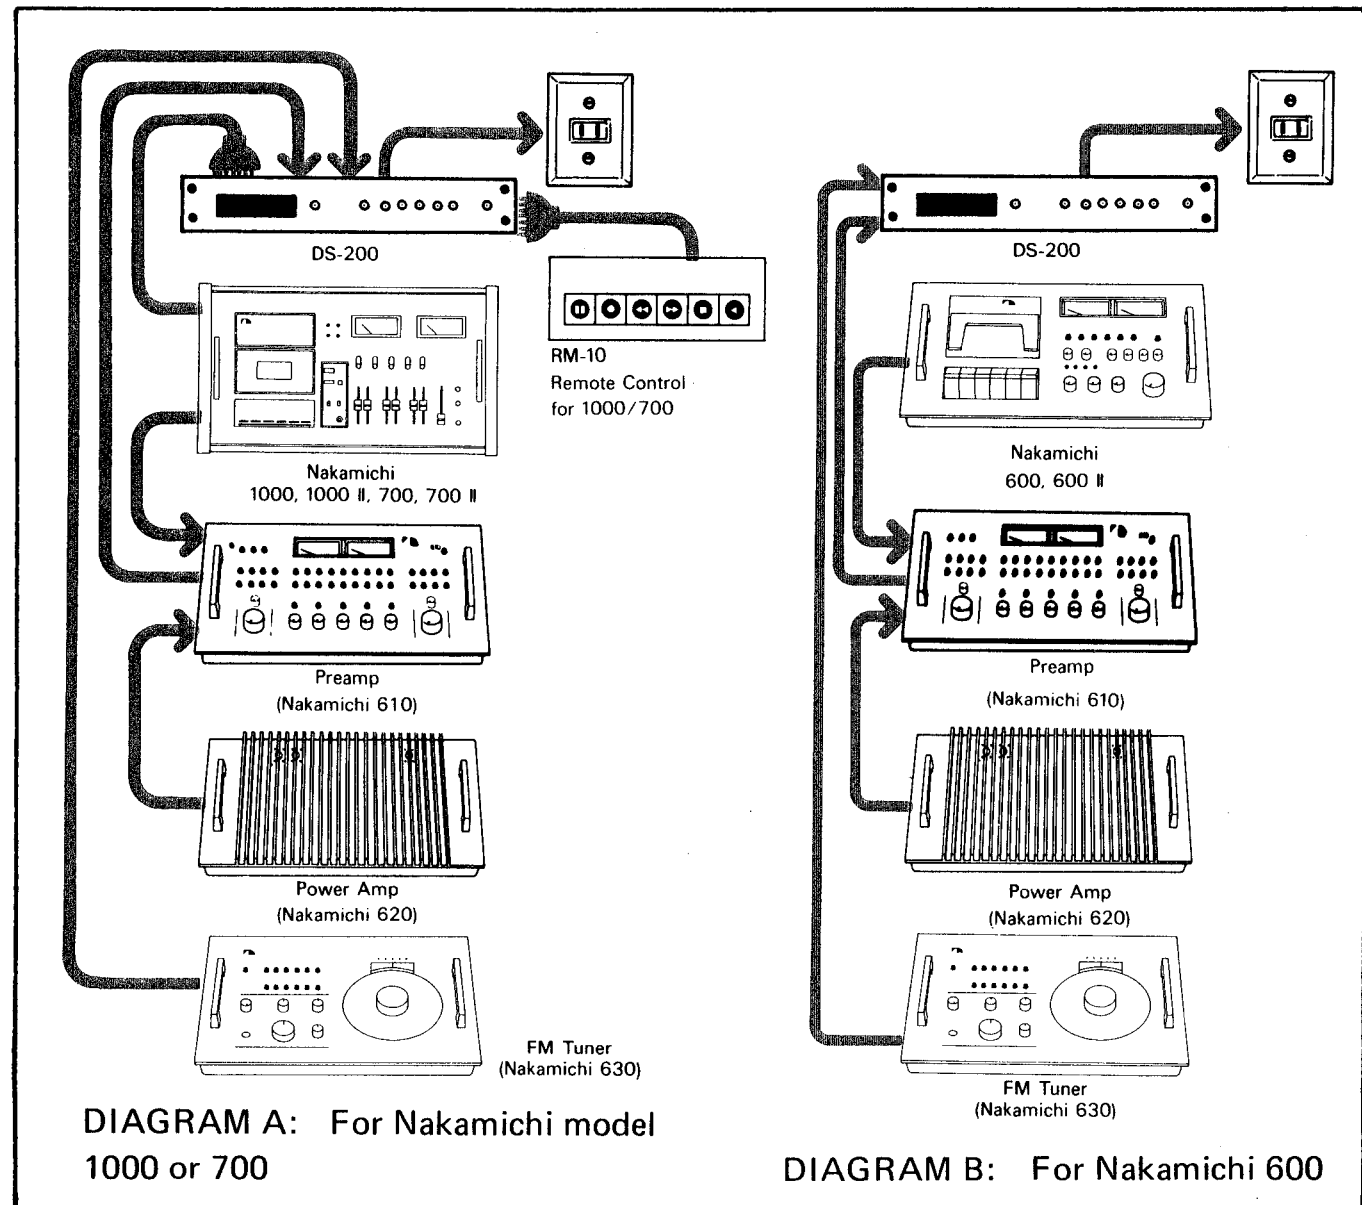 DS-200
RM-10
Remote Control
for 1000/700
Nakamichi
1000, 1000 II, 700, 700 II
Preamp
(Nakamichi 610)
Power Amp
(Nakamichi 620)
FM Tuner
(Nakamichi 630)
DIAGRAM A: For Nakamichi model
1000 or 700
DS-200
Nakamichi
600, 600 II
Preamp
(Nakamichi 610)
Power Amp
(Nakamichi 620)
FM Tuner
(Nakamichi 630)
DIAGRAM B: For Nakamichi 600